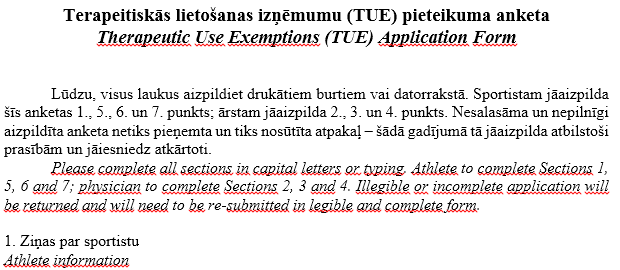 Terapeitiskās lietošanas izņēmumu (TUE) pieteikuma anketa
Therapeutic Use Exemptions (TUE) Application Form
Lūdzu, visus laukus aizpildiet drukātiem burtiem vai datorrakstā. Sportistam jāaizpilda
šīs anketas 1., 5., 6. un 7. punkts; ārstam jāaizpilda 2., 3. un 4. punkts. Nesalasāma un nepilnīgi
aizpildīta anketa netiks pieņemta un tiks nosūtīta atpakaļ – šādā gadījumā tā jāaizpilda atbilstoši
prasībām un jāiesniedz atkārtoti.
Please complete all sections in capital letters or typing. Athlete to complete Sections 1,
5, 6 and 7; physician to complete Sections 2, 3 and 4. Illegible or incomplete application will
be returned and will need to be re-submitted in legible and complete form.
1. Ziņas par sportistu
Athlete information